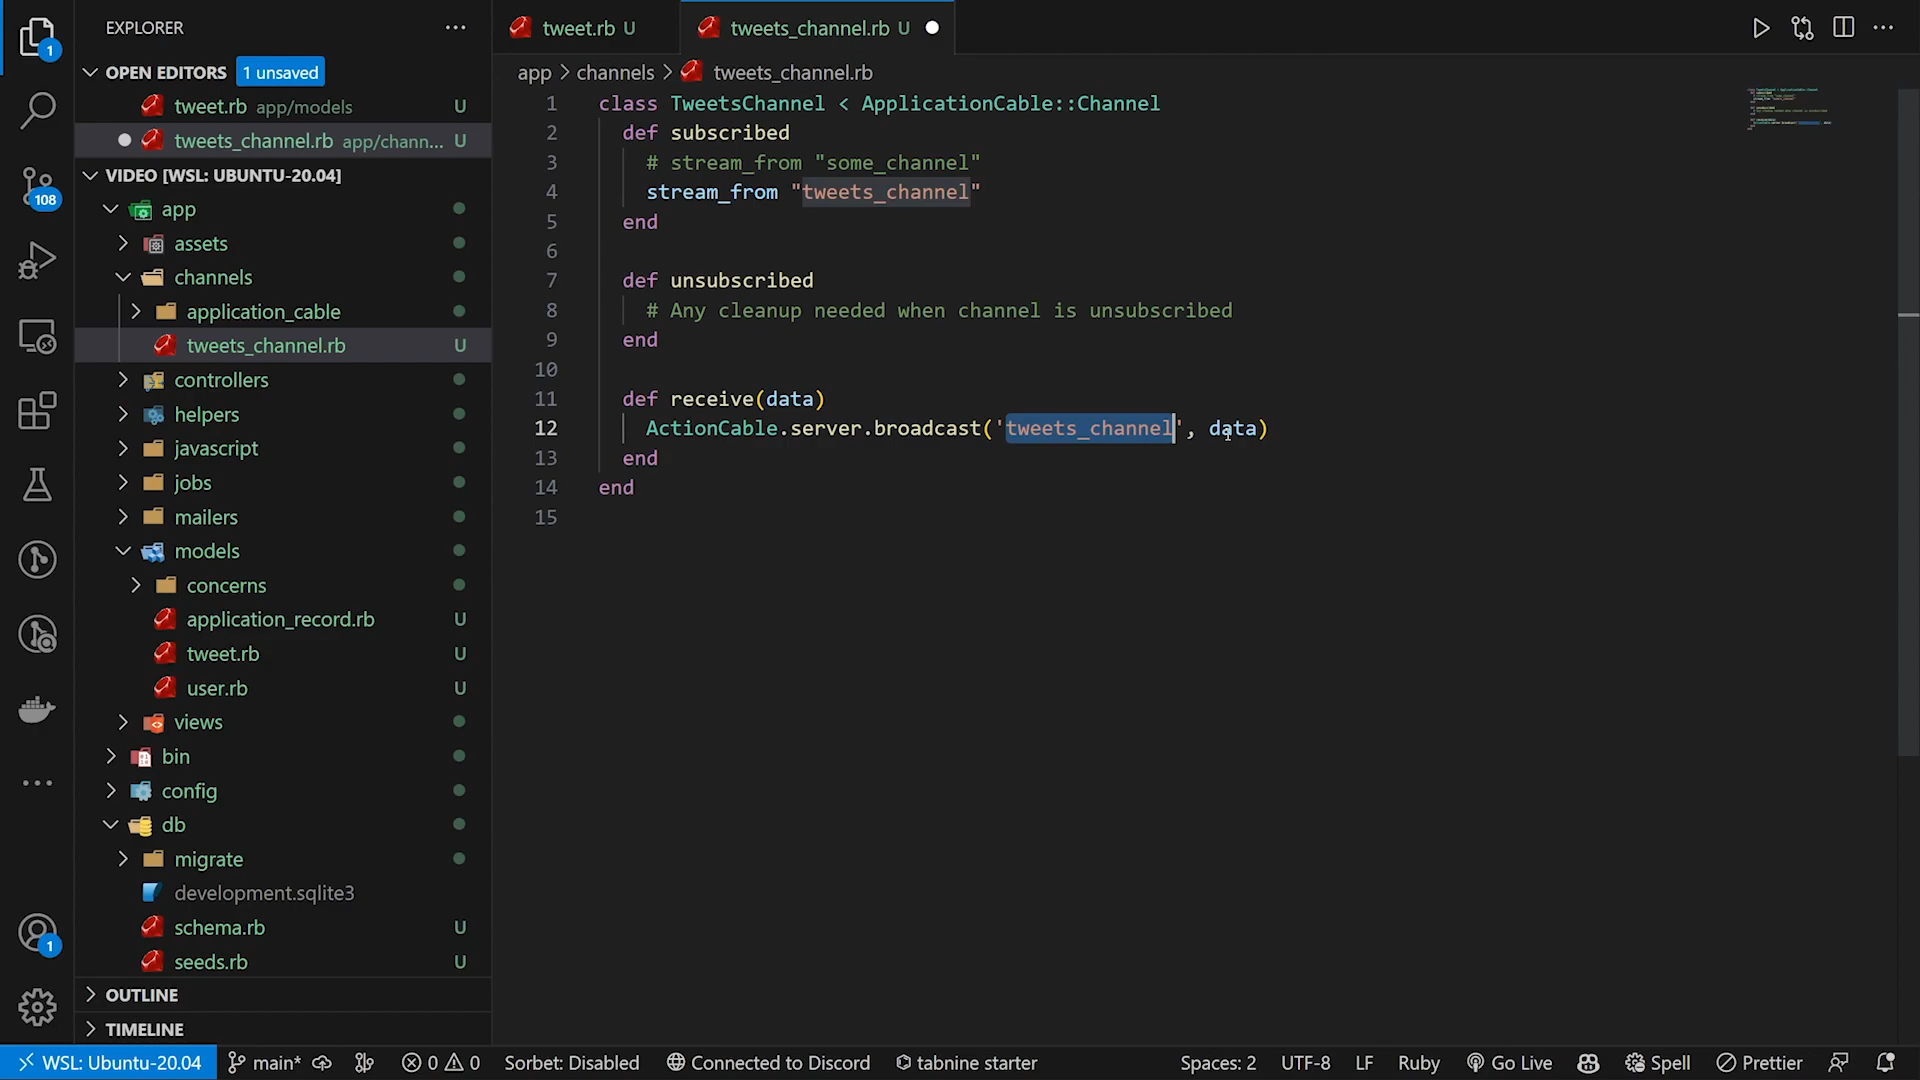 EXPLORER
OPEN EDITORS 1 unsaved
tweet.rb app/models U
tweets_channel.rb app/chann... U
VIDEO [WSL: UBUNTU-20.04]
app
assets
channels
application_cable
tweets_channel.rb U
controllers
helpers
javascript
jobs
mailers
models
concerns
application_record.rb U
tweet.rb U
user.rb U
views
bin
config
db
migrate
development.sqlite3
schema.rb U
seeds.rb U
OUTLINE
TIMELINE
1
108
1
tweet.rb U
tweets_channel.rb U
app > channels > tweets_channel.rb
1 class TweetsChannel < ApplicationCable::Channel
2 def subscribed
3 # stream_from "some_channel"
4 stream_from "tweets_channel"
5 end
6
7 def unsubscribed
8 # Any cleanup needed when channel is unsubscribed
9 end
10
11 def receive(data)
12 ActionCable.server.broadcast('tweets_channel', data)
13 end
14 end
15
WSL: Ubuntu-20.04 main* 0 0 Sorbet: Disabled Connected to Discord tabnine starter Spaces: 2 UTF-8 LF Ruby Go Live Spell Prettier